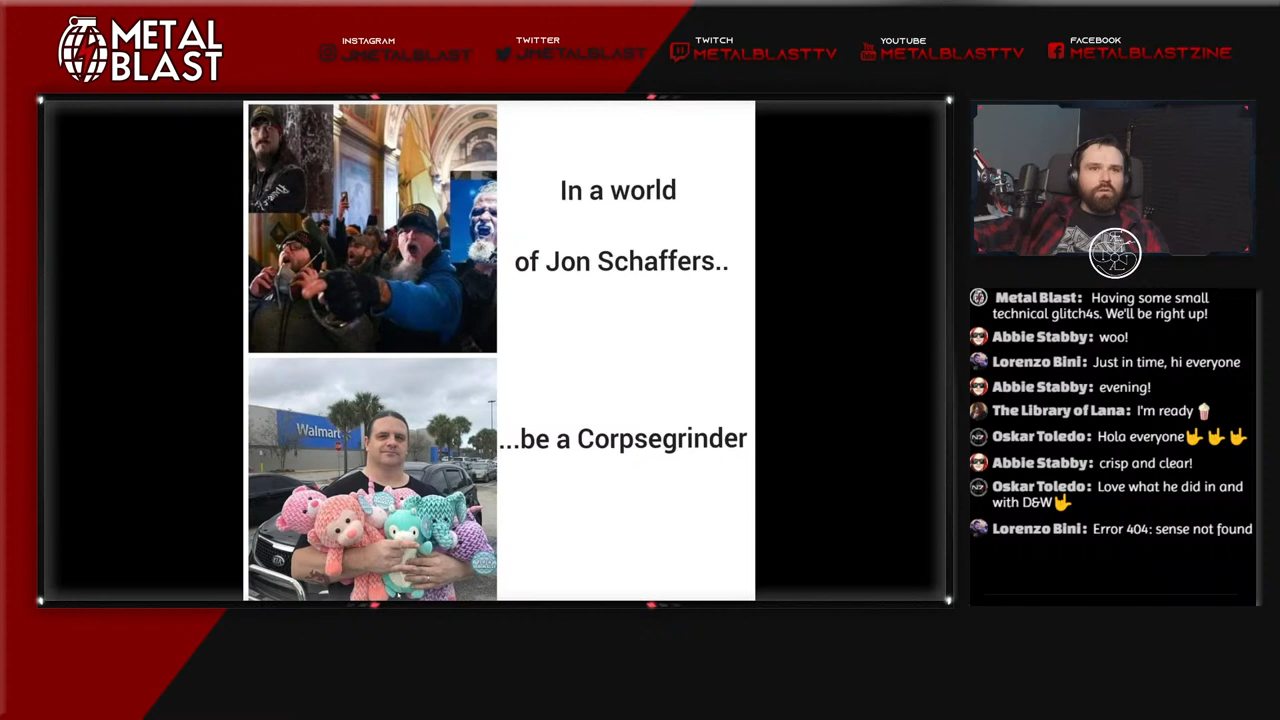 METAL
BLAST
INSTAGRAM
JMETALBLAST
TWITTER
JMETALBLAST
TWITCH
METALBLASTTV
YOUTUBE
METALBLASTTV
FACEBOOK
METALBLASTZINE
In a world
of Jon Schaffers..
Walmart
...be a Corpsegrinder
Metal Blast: Having some small
technical glitch4s. We'll be right up!
Abbie Stabby: woo!
Lorenzo Bini: Just in time, hi everyone
Abbie Stabby: evening!
The Library of Lana: I'm ready 🍿
Oskar Toledo: Hola everyone🤘🤘🤘
Abbie Stabby: crisp and clear!
Oskar Toledo: Love what he did in and
with D&W🤘
Lorenzo Bini: Error 404: sense not found